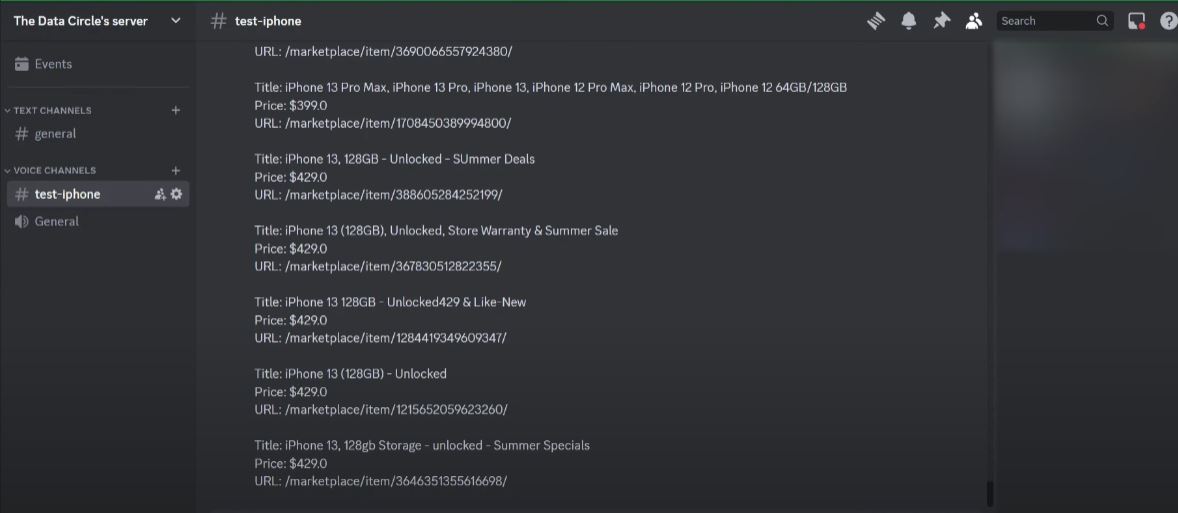 The Data Circle's server
Events
TEXT CHANNELS
general
VOICE CHANNELS
test-iphone
General
# test-iphone
Search
URL: /marketplace/item/3690066557924380/
Title: iPhone 13 Pro Max, iPhone 13 Pro, iPhone 13, iPhone 12 Pro Max, iPhone 12 Pro, iPhone 12 64GB/128GB
Price: $399.0
URL: /marketplace/item/1708450389994800/
Title: iPhone 13, 128GB - Unlocked - SUmmer Deals
Price: $429.0
URL: /marketplace/item/388605284252199/
Title: iPhone 13 (128GB), Unlocked, Store Warranty & Summer Sale
Price: $429.0
URL: /marketplace/item/367830512822355/
Title: iPhone 13 128GB - Unlocked429 & Like-New
Price: $429.0
URL: /marketplace/item/1284419349609347/
Title: iPhone 13 (128GB) - Unlocked
Price: $429.0
URL: /marketplace/item/1215652059623260/
Title: iPhone 13, 128gb Storage - unlocked - Summer Specials
Price: $429.0
URL: /marketplace/item/3646351355616698/